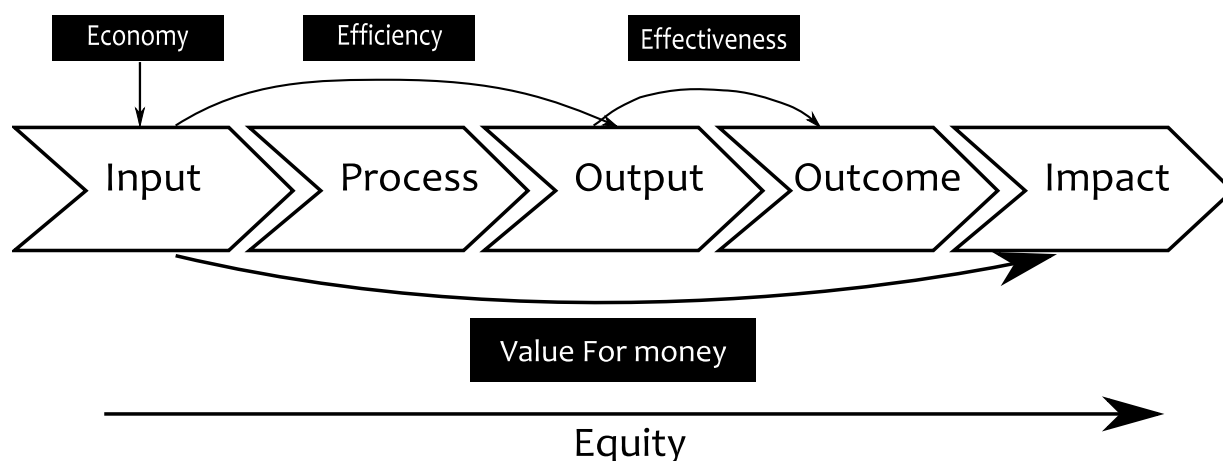 Economy
Efficiency
Effectiveness
Input
Process
Output
Outcome
Impact
Value For money
Equity